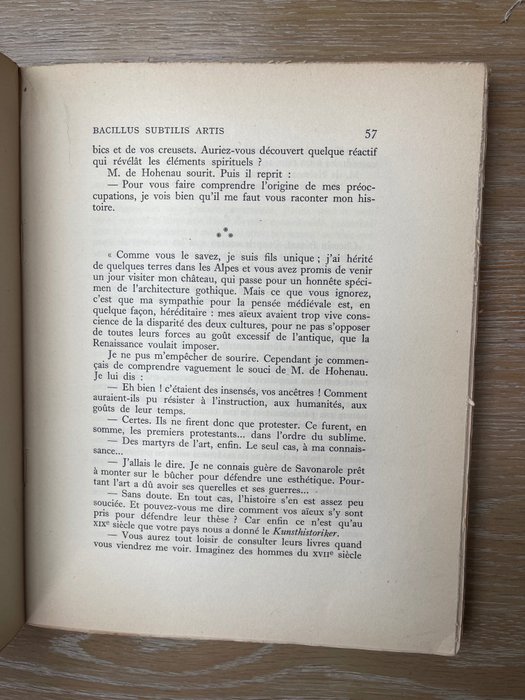 BACILLUS SUBTILIS ARTIS 57
bics et de vos creusets. Auriez-vous découvert quelque réactif
qui révélât les éléments spirituels ?
M. de Hohenau sourit. Puis il reprit :
— Pour vous faire comprendre l'origine de mes préoc-
cupations, je vois bien qu'il me faut vous raconter mon his-
toire.
« Comme vous le savez, je suis fils unique ; j'ai hérité
de quelques terres dans les Alpes et vous avez promis de venir
un jour visiter mon château, qui passe pour un honnête spéci-
men de l'architecture gothique. Mais ce que vous ignorez,
c'est que ma sympathie pour la pensée médiévale est, en
quelque façon, héréditaire : mes aïeux avaient trop vive cons-
cience de la disparité des deux cultures, pour ne pas s'opposer
de toutes leurs forces au goût excessif de l'antique, que la
Renaissance voulait imposer.
Je ne pus m'empêcher de sourire. Cependant je commen-
çais de comprendre vaguement le souci de M. de Hohenau.
Je lui dis :
— Eh bien ! c'étaient des insensés, vos ancêtres ! Comment
auraient-ils pu résister à l'instruction, aux humanités, aux
goûts de leur temps.
— Certes. Ils ne firent donc que protester. Ce furent, en
somme, les premiers protestants... dans l'ordre du sublime.
— Des martyrs de l'art, enfin. Le seul cas, à ma connais-
sance...
— J'allais le dire. Je ne connais guère de Savonarole prêt
à monter sur le bûcher pour défendre une esthétique. Pour-
tant l'art a dû avoir ses querelles et ses guerres...
— Sans doute. En tout cas, l'histoire s'en est assez peu
souciée. Et pouvez-vous me dire comment vos aïeux s'y sont
pris pour défendre leur thèse ? Car enfin ce n'est qu'au
XIXe siècle que votre pays nous a donné le Kunsthistoriker.
— Vous aurez tout loisir de consulter leurs livres quand
vous viendrez me voir. Imaginez des hommes du XVIIe siècle